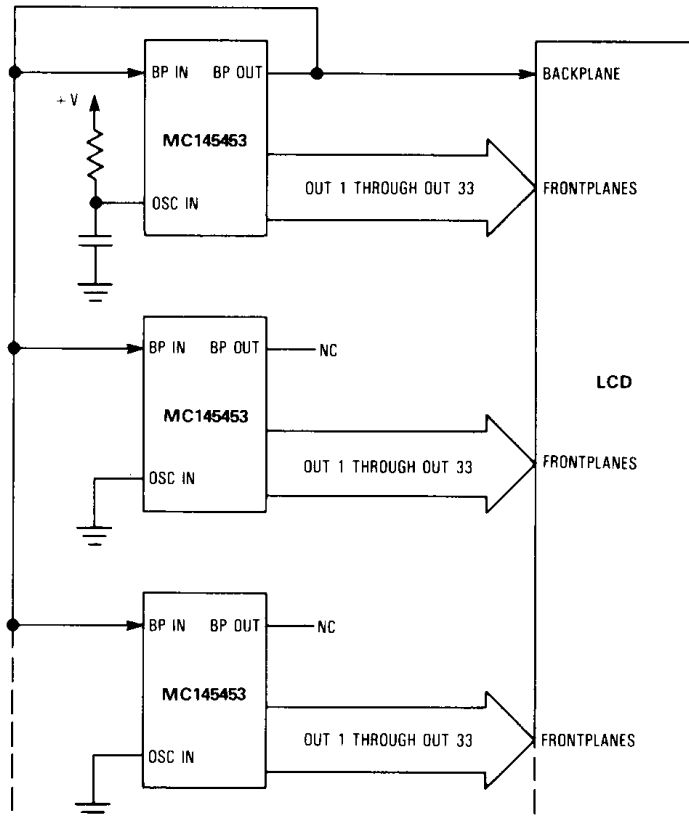 BP IN BP OUT
BACKPLANE
+V
MC145453
OUT 1 THROUGH OUT 33
FRONTPLANES
OSC IN
BP IN BP OUT
NC
LCD
MC145453
OUT 1 THROUGH OUT 33
FRONTPLANES
OSC IN
BP IN BP OUT
NC
MC145453
OUT 1 THROUGH OUT 33
FRONTPLANES
OSC IN